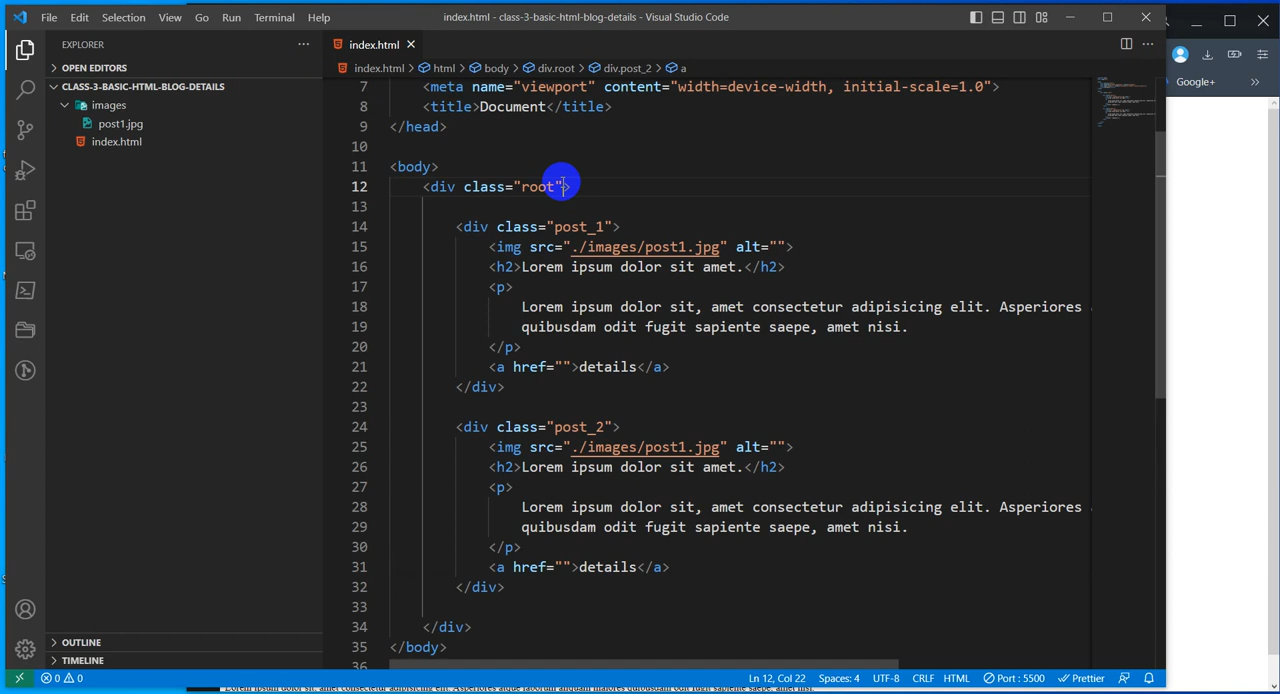 File Edit Selection View Go Run Terminal Help
index.html - class-3-basic-html-blog-details - Visual Studio Code
EXPLORER
OPEN EDITORS
CLASS-3-BASIC-HTML-BLOG-DETAILS
images
post1.jpg
index.html
OUTLINE
TIMELINE
index.html
index.html > html > body > div.root > div.post_2 > a
7 <meta name="viewport" content="width=device-width, initial-scale=1.0">
8 <title>Document</title>
9 </head>
10
11 <body>
12 <div class="root">
13
14 <div class="post_1">
15 <img src="./images/post1.jpg" alt="">
16 <h2>Lorem ipsum dolor sit amet.</h2>
17 <p>
18 Lorem ipsum dolor sit, amet consectetur adipisicing elit. Asperiores
19 quibusdam odit fugit sapiente saepe, amet nisi.
20 </p>
21 <a href="">details</a>
22 </div>
23
24 <div class="post_2">
25 <img src="./images/post1.jpg" alt="">
26 <h2>Lorem ipsum dolor sit amet.</h2>
27 <p>
28 Lorem ipsum dolor sit, amet consectetur adipisicing elit. Asperiores
29 quibusdam odit fugit sapiente saepe, amet nisi.
30 </p>
31 <a href="">details</a>
32 </div>
33
34 </div>
35 </body>
36
Google+
0 0 Ln 12, Col 22 Spaces: 4 UTF-8 CRLF HTML Port : 5500 Prettier